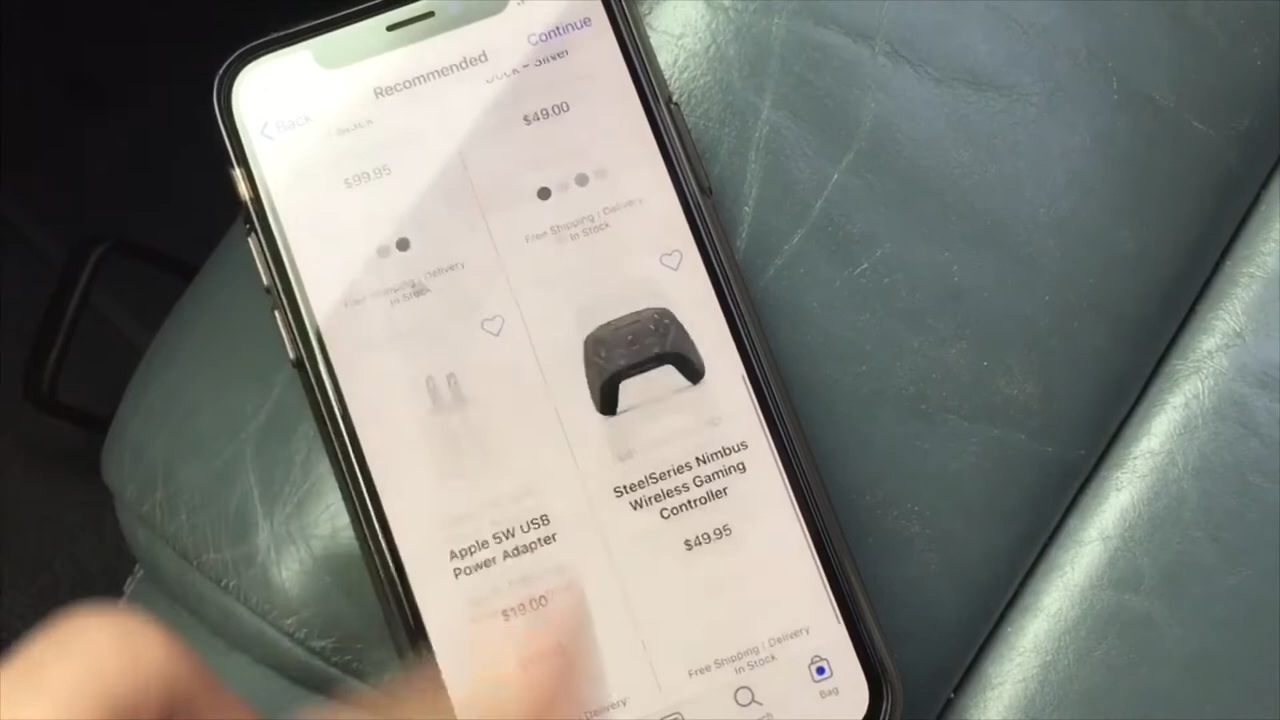 Continue
Recommended
Back
Dock – Silver
$49.00
$99.95
Free Shipping | Delivery
In Stock
Free Shipping | Delivery
In Stock
SteelSeries Nimbus
Wireless Gaming
Controller
$49.95
Apple 5W USB
Power Adapter
$19.00
Free Shipping | Delivery
In Stock
Delivery
Bag